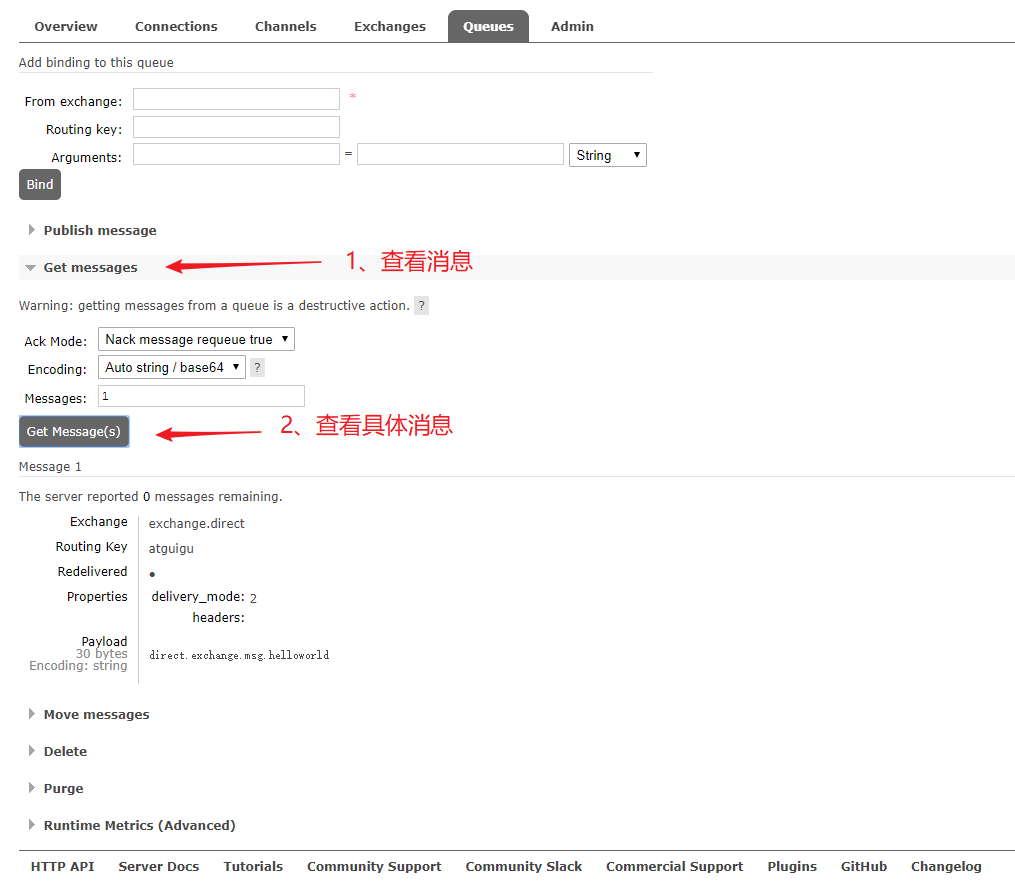 Overview Connections Channels Exchanges Queues Admin
Add binding to this queue
From exchange: *
Routing key:
Arguments: = String
Bind
Publish message
Get messages 1、查看消息
Warning: getting messages from a queue is a destructive action. ?
Ack Mode: Nack message requeue true
Encoding: Auto string / base64 ?
Messages: 1
Get Message(s) 2、查看具体消息
Message 1
The server reported 0 messages remaining.
Exchange exchange.direct
Routing Key atguigu
Redelivered ●
Properties delivery_mode: 2
headers:
Payload
30 bytes direct.exchange.msg.helloworld
Encoding: string
Move messages
Delete
Purge
Runtime Metrics (Advanced)
HTTP API Server Docs Tutorials Community Support Community Slack Commercial Support Plugins GitHub Changelog